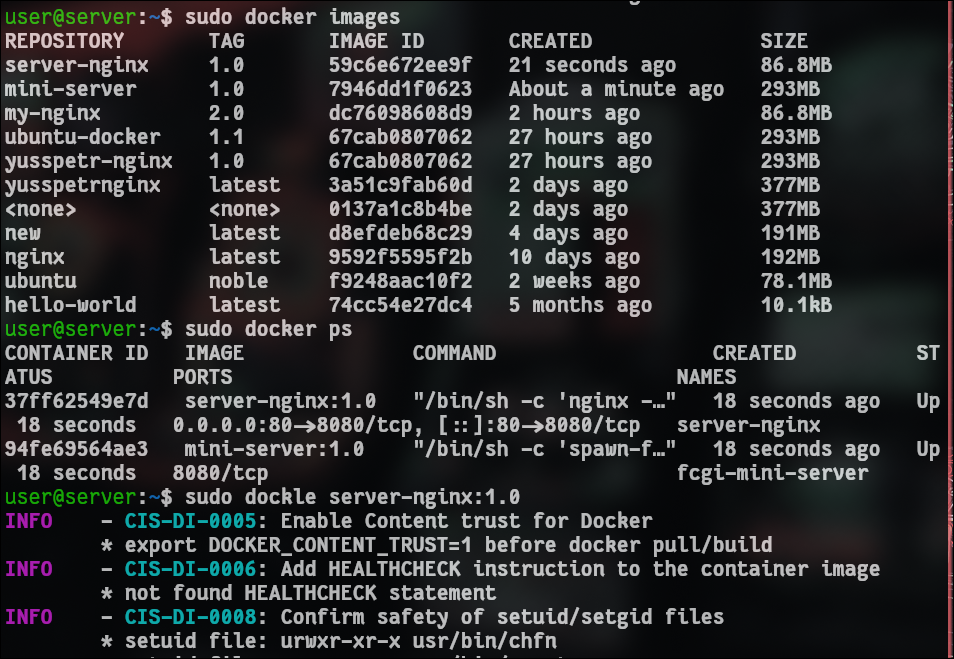 user@server:~$ sudo docker images
REPOSITORY TAG IMAGE ID CREATED SIZE
server-nginx 1.0 59c6e672ee9f 21 seconds ago 86.8MB
mini-server 1.0 7946dd1f0623 About a minute ago 293MB
my-nginx 2.0 dc76098608d9 2 hours ago 86.8MB
ubuntu-docker 1.1 67cab0807062 27 hours ago 293MB
yusspetr-nginx 1.0 67cab0807062 27 hours ago 293MB
yusspetrnginx latest 3a51c9fab60d 2 days ago 377MB
<none> <none> 0137a1c8b4be 2 days ago 377MB
new latest d8efdeb68c29 4 days ago 191MB
nginx latest 9592f5595f2b 10 days ago 192MB
ubuntu noble f9248aac10f2 2 weeks ago 78.1MB
hello-world latest 74cc54e27dc4 5 months ago 10.1kB
user@server:~$ sudo docker ps
CONTAINER ID IMAGE COMMAND CREATED ST
ATUS PORTS NAMES
37ff62549e7d server-nginx:1.0 "/bin/sh -c 'nginx -…" 18 seconds ago Up
18 seconds 0.0.0.0:80->8080/tcp, [::]:80->8080/tcp server-nginx
94fe69564ae3 mini-server:1.0 "/bin/sh -c 'spawn-f…" 18 seconds ago Up
18 seconds 8080/tcp fcgi-mini-server
user@server:~$ sudo dockle server-nginx:1.0
INFO - CIS-DI-0005: Enable Content trust for Docker
* export DOCKER_CONTENT_TRUST=1 before docker pull/build
INFO - CIS-DI-0006: Add HEALTHCHECK instruction to the container image
* not found HEALTHCHECK statement
INFO - CIS-DI-0008: Confirm safety of setuid/setgid files
* setuid file: urwxr-xr-x usr/bin/chfn